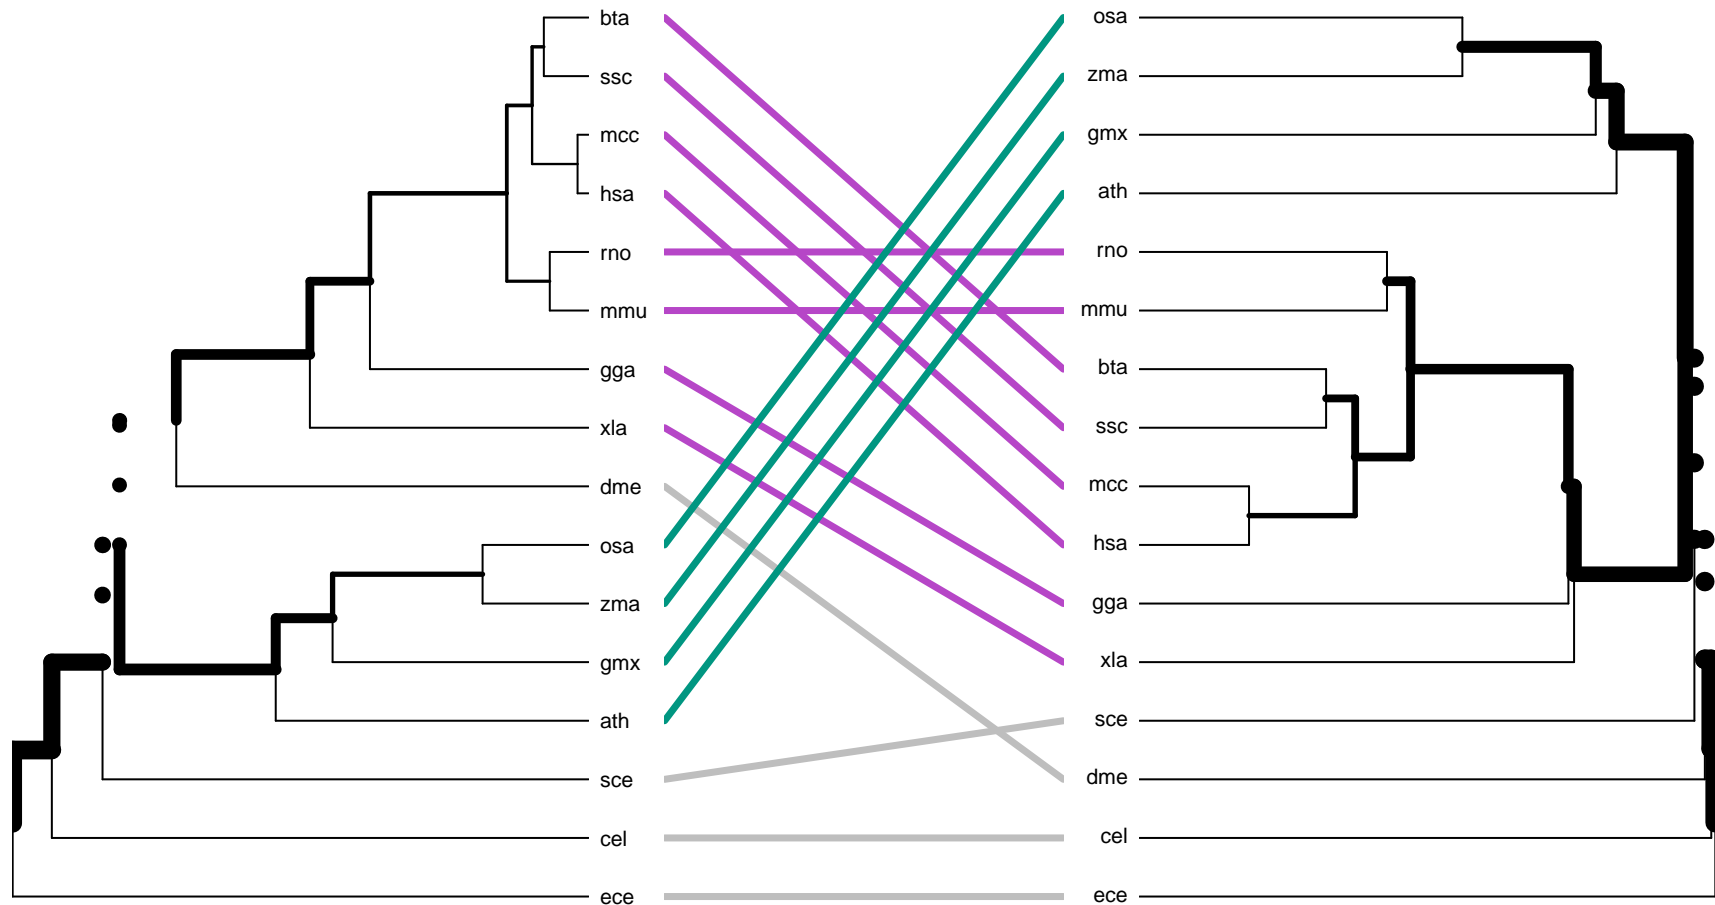 bta
ssc
mcc
hsa
rno
mmu
gga
xla
dme
osa
zma
gmx
ath
sce
cel
ece
osa
zma
gmx
ath
rno
mmu
bta
ssc
mcc
hsa
gga
xla
sce
dme
cel
ece